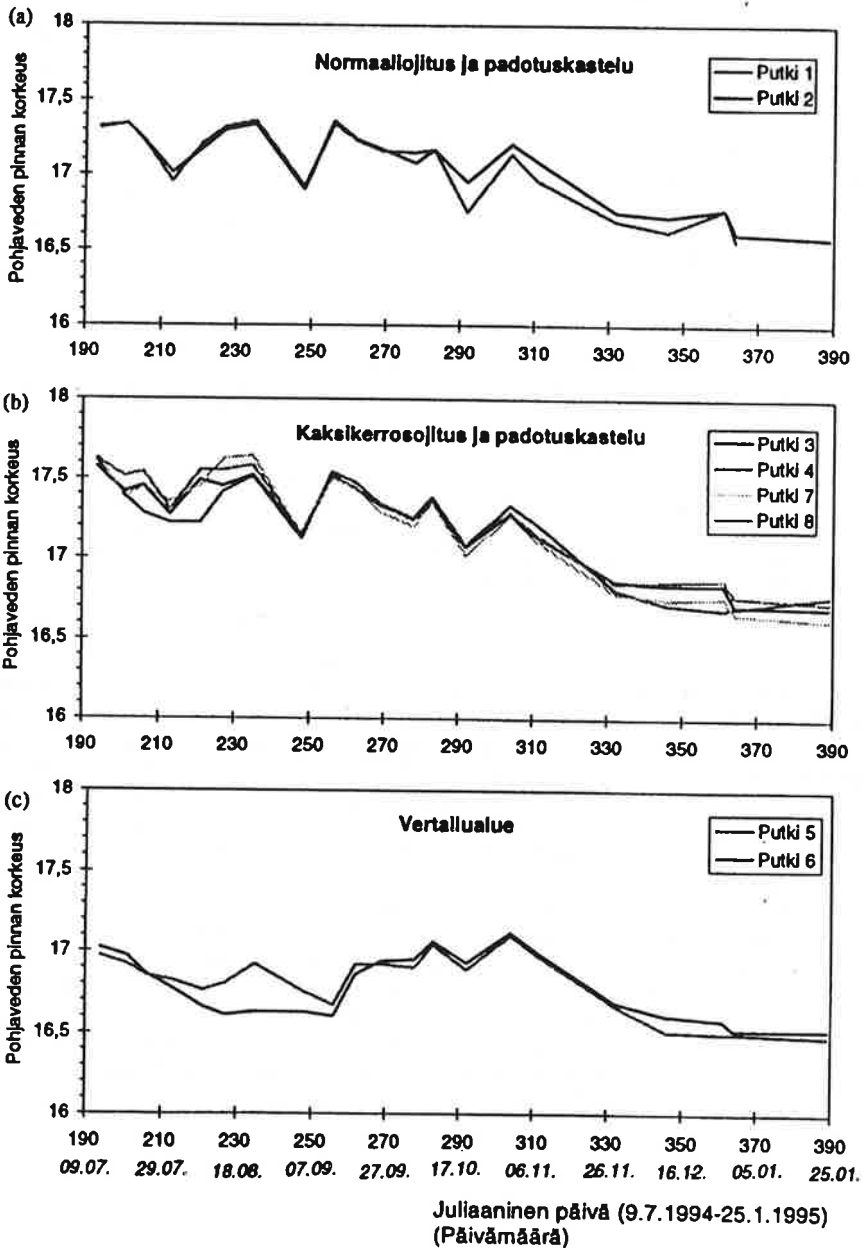 (a)
Pohjaveden pinnan korkeus
18
17,5
17
16,5
16
Normaaliojitus ja padotuskastelu
Putki 1
Putki 2
190 210 230 250 270 290 310 330 350 370 390
(b)
Pohjaveden pinnan korkeus
18
17,5
17
16,5
16
Kaksikerrosojitus ja padotuskastelu
Putki 3
Putki 4
Putki 7
Putki 8
190 210 230 250 270 290 310 330 350 370 390
(c)
Pohjaveden pinnan korkeus
18
17,5
17
16,5
16
Vertailualue
Putki 5
Putki 6
190 210 230 250 270 290 310 330 350 370 390
09.07. 29.07. 18.08. 07.09. 27.09. 17.10. 06.11. 26.11. 16.12. 05.01. 25.01.
Juliaaninen päivä (9.7.1994-25.1.1995)
(Päivämäärä)